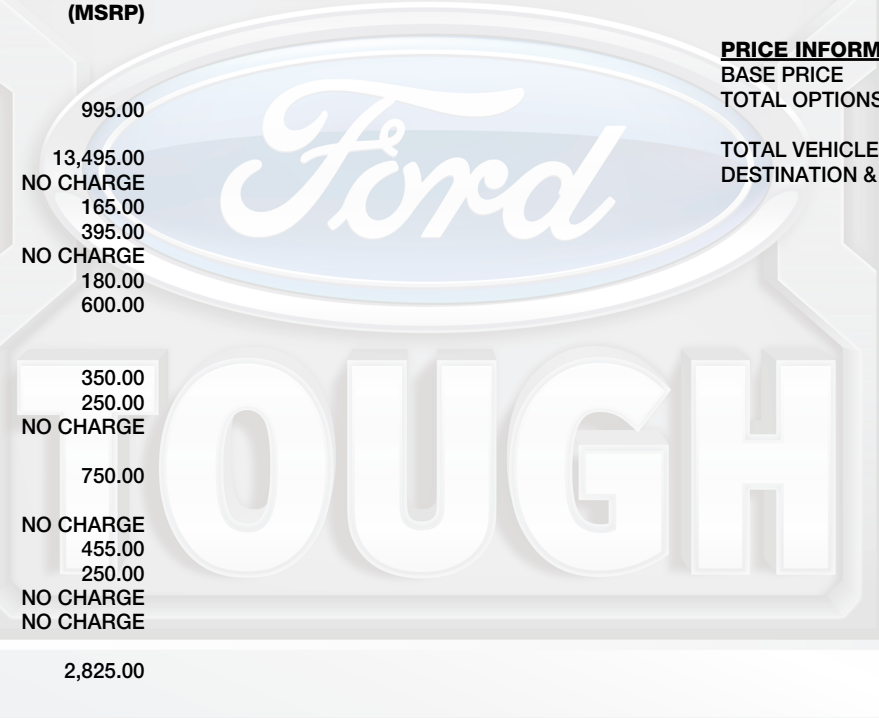 (MSRP)
995.00
13,495.00
NO CHARGE
165.00
395.00
NO CHARGE
180.00
600.00
350.00
250.00
NO CHARGE
750.00
NO CHARGE
455.00
250.00
NO CHARGE
NO CHARGE
2,825.00
PRICE INFORM
BASE PRICE
TOTAL OPTIONS
TOTAL VEHICLE
DESTINATION &
Ford
TOUGH